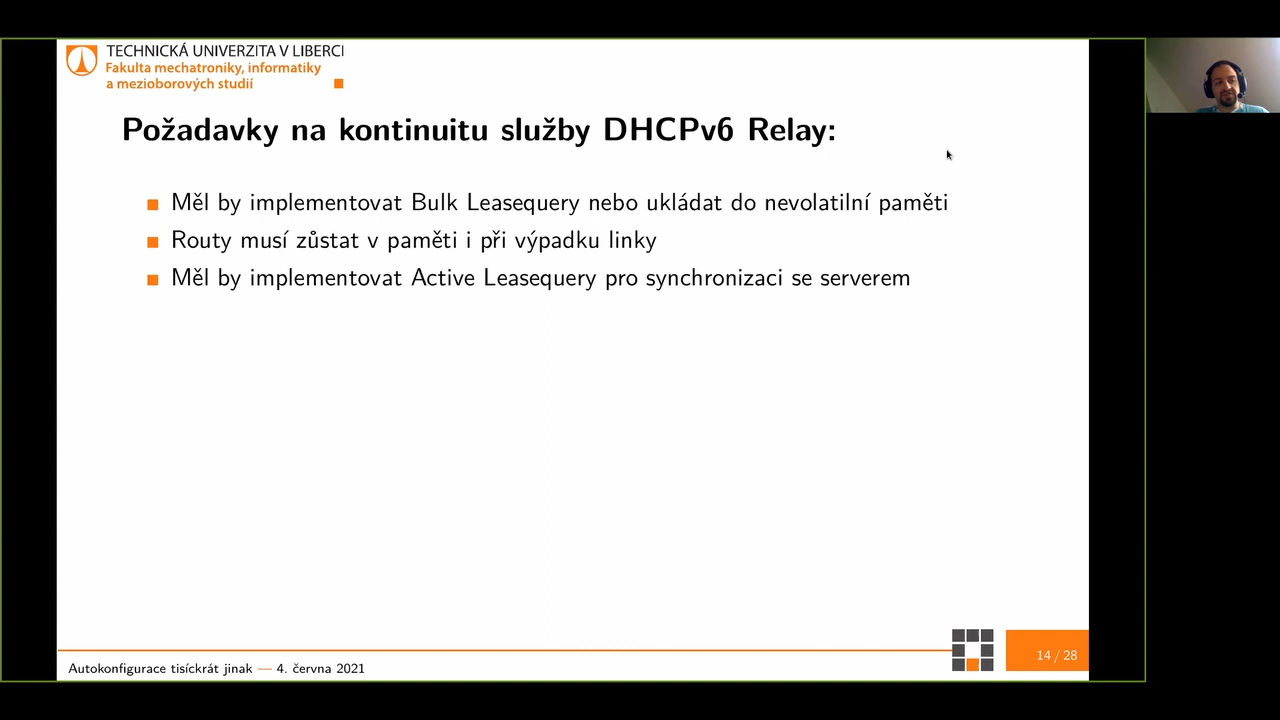 TECHNICKÁ UNIVERZITA V LIBERCI
Fakulta mechatroniky, informatiky
a mezioborových studií
Požadavky na kontinuitu služby DHCPv6 Relay:
Měl by implementovat Bulk Leasequery nebo ukládat do nevolatilní paměti
Routy musí zůstat v paměti i při výpadku linky
Měl by implementovat Active Leasequery pro synchronizaci se serverem
Autokonfigurace tisíckrát jinak — 4. června 2021
14 / 28